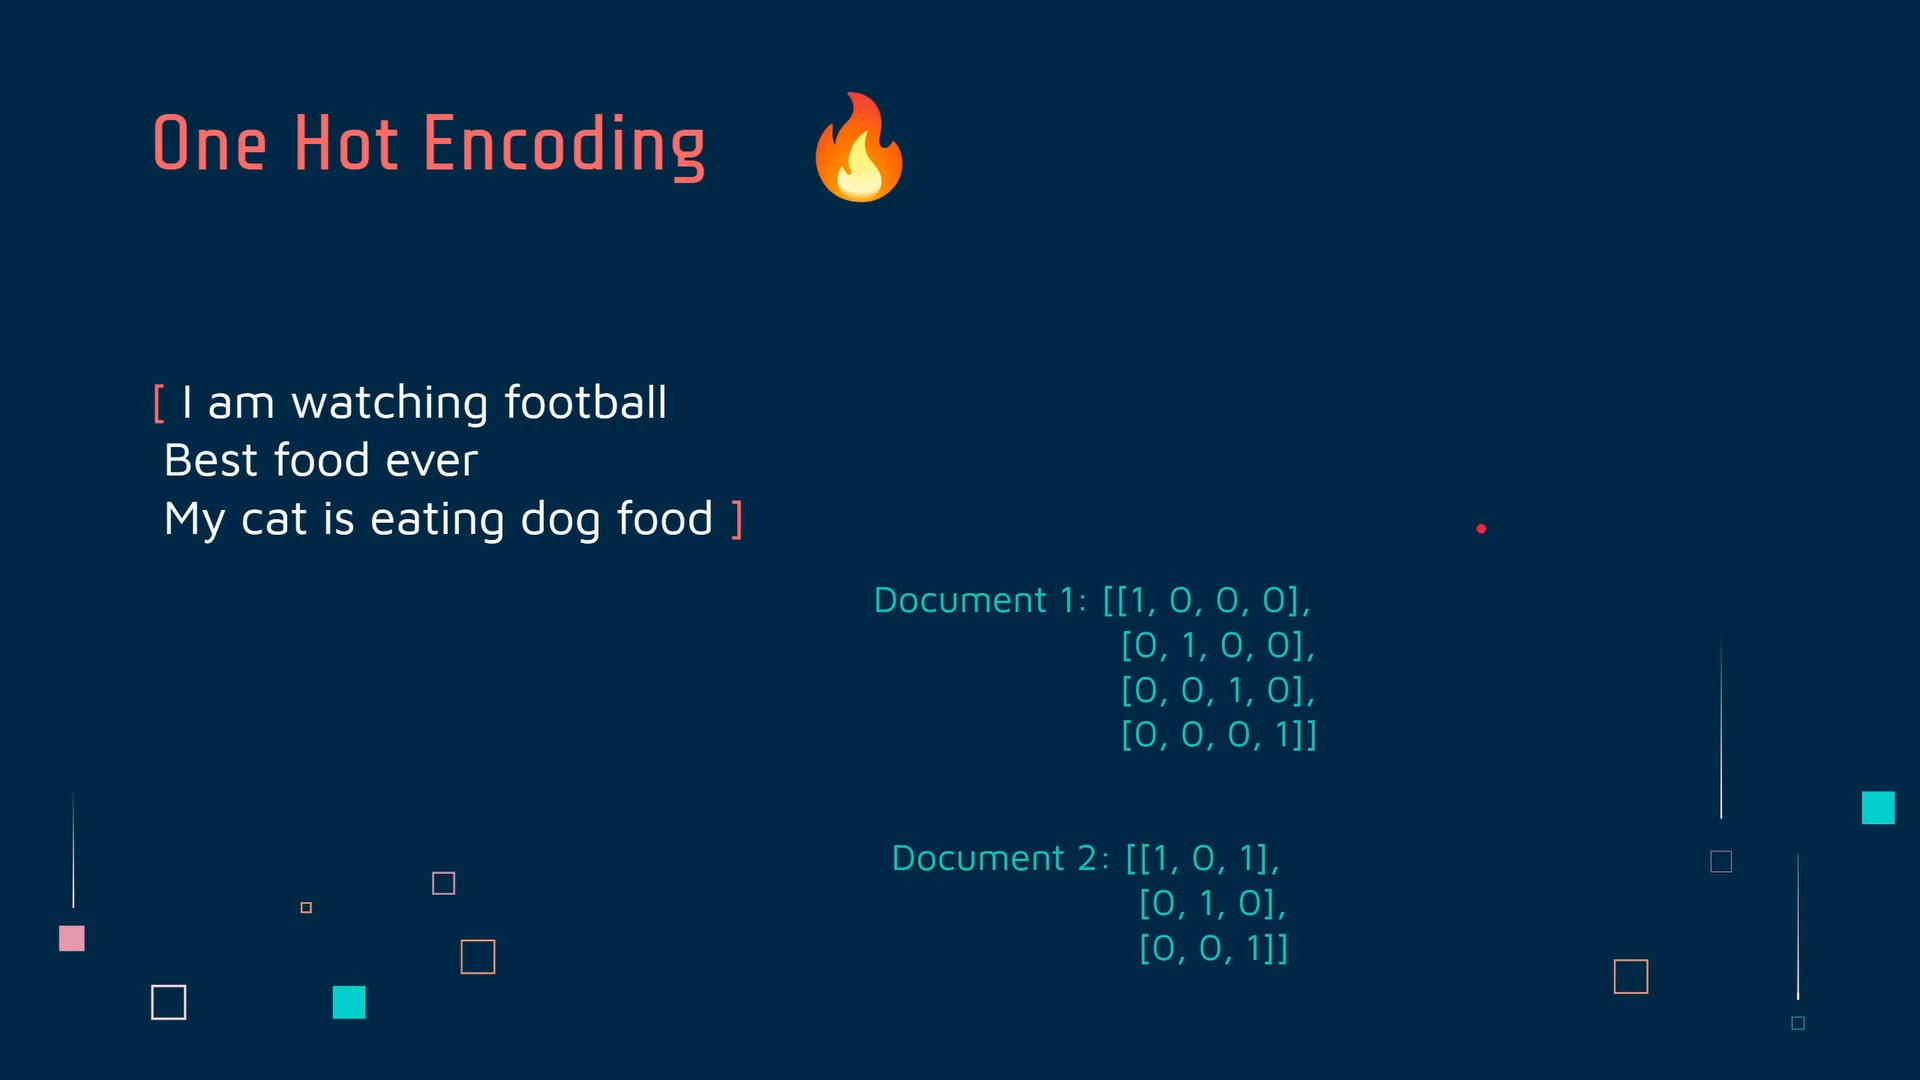 One Hot Encoding
[ I am watching football
Best food ever
My cat is eating dog food ]
Document 1: [[1, 0, 0, 0],
[0, 1, 0, 0],
[0, 0, 1, 0],
[0, 0, 0, 1]]
Document 2: [[1, 0, 1],
[0, 1, 0],
[0, 0, 1]]